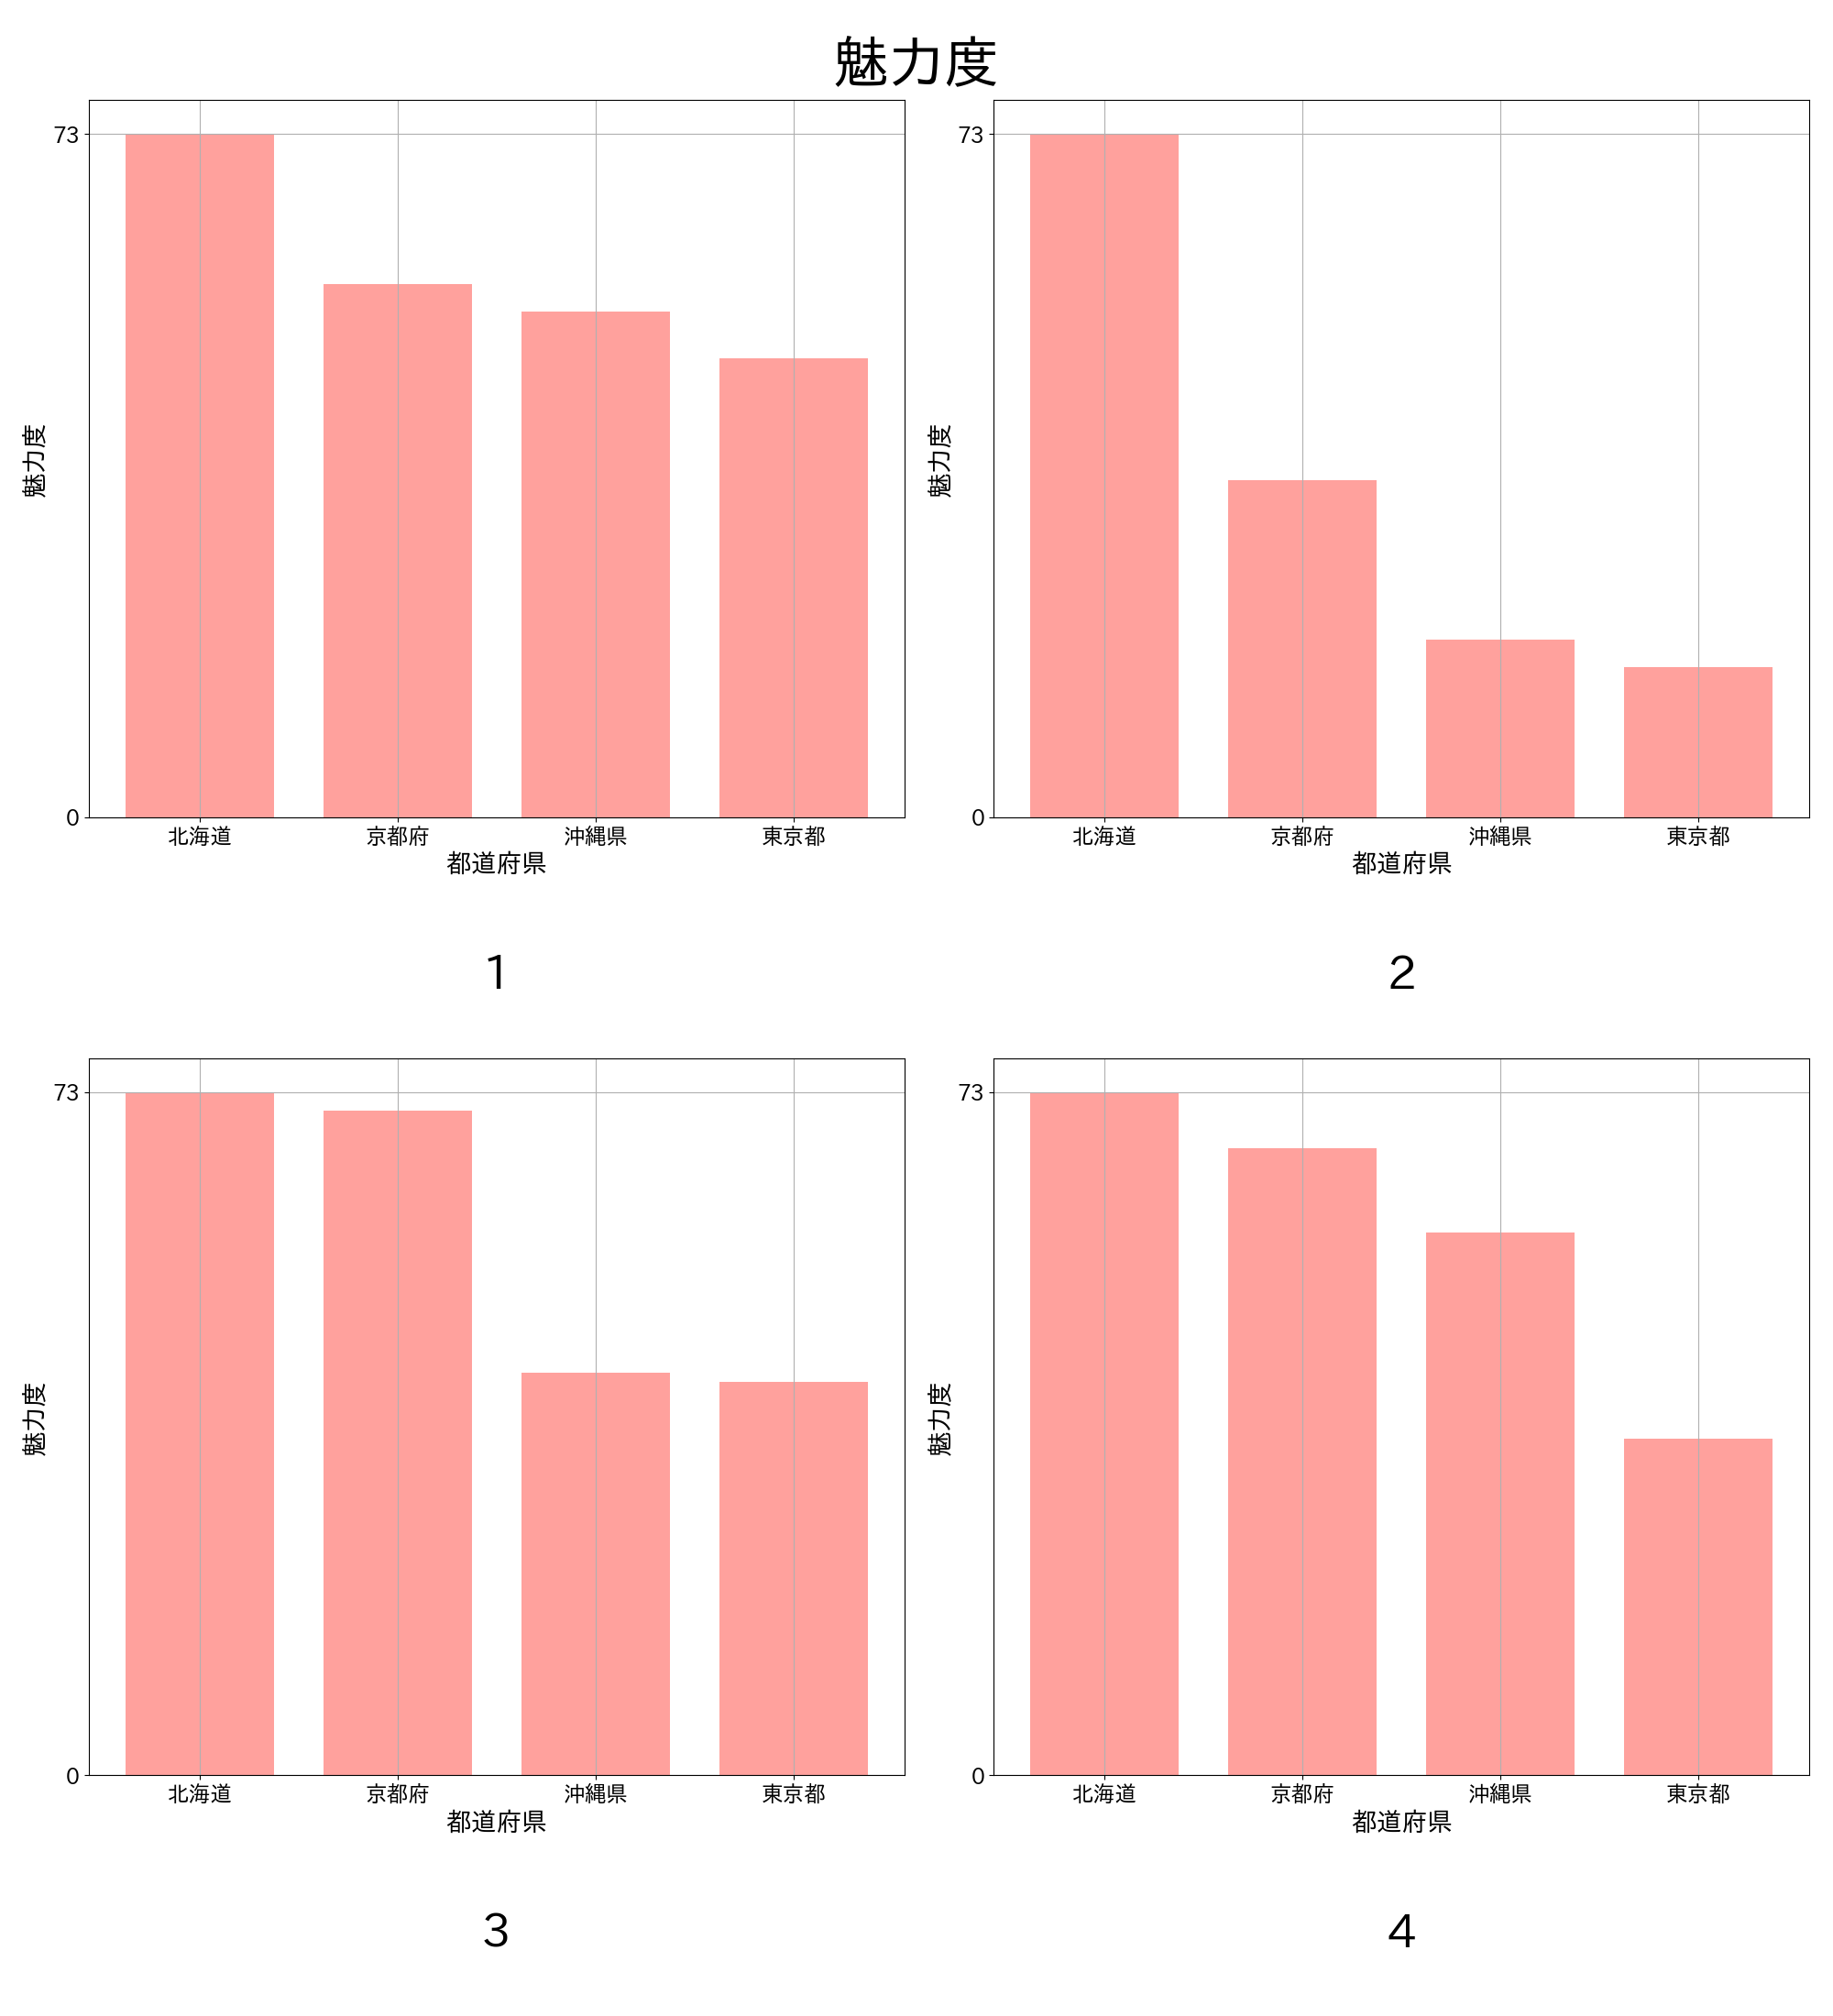 魅力度
73
0
魅力度
北海道 京都府 沖縄県 東京都
都道府県
1
73
0
魅力度
北海道 京都府 沖縄県 東京都
都道府県
2
73
0
魅力度
北海道 京都府 沖縄県 東京都
都道府県
3
73
0
魅力度
北海道 京都府 沖縄県 東京都
都道府県
4